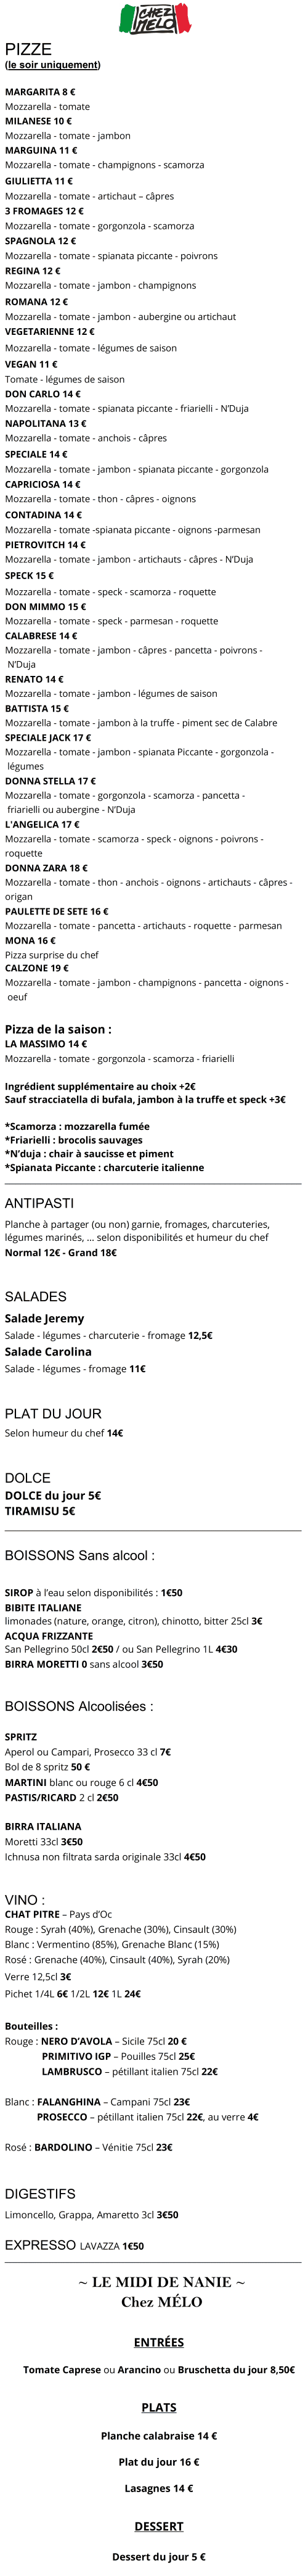 CHEZ
MELO
PIZZE
(le soir uniquement)
MARGARITA 8 €
Mozzarella - tomate
MILANESE 10 €
Mozzarella - tomate - jambon
MARGUINA 11 €
Mozzarella - tomate - champignons - scamorza
GIULIETTA 11 €
Mozzarella - tomate - artichaut – câpres
3 FROMAGES 12 €
Mozzarella - tomate - gorgonzola - scamorza
SPAGNOLA 12 €
Mozzarella - tomate - spianata piccante - poivrons
REGINA 12 €
Mozzarella - tomate - jambon - champignons
ROMANA 12 €
Mozzarella - tomate - jambon - aubergine ou artichaut
VEGETARIENNE 12 €
Mozzarella - tomate - légumes de saison
VEGAN 11 €
Tomate - légumes de saison
DON CARLO 14 €
Mozzarella - tomate - spianata piccante - friarielli - N'Duja
NAPOLITANA 13 €
Mozzarella - tomate - anchois - câpres
SPECIALE 14 €
Mozzarella - tomate - jambon - spianata piccante - gorgonzola
CAPRICIOSA 14 €
Mozzarella - tomate - thon - câpres - oignons
CONTADINA 14 €
Mozzarella - tomate -spianata piccante - oignons -parmesan
PIETROVITCH 14 €
Mozzarella - tomate - jambon - artichauts - câpres - N'Duja
SPECK 15 €
Mozzarella - tomate - speck - scamorza - roquette
DON MIMMO 15 €
Mozzarella - tomate - speck - parmesan - roquette
CALABRESE 14 €
Mozzarella - tomate - jambon - câpres - pancetta - poivrons -
N'Duja
RENATO 14 €
Mozzarella - tomate - jambon - légumes de saison
BATTISTA 15 €
Mozzarella - tomate - jambon à la truffe - piment sec de Calabre
SPECIALE JACK 17 €
Mozzarella - tomate - jambon - spianata Piccante - gorgonzola -
légumes
DONNA STELLA 17 €
Mozzarella - tomate - gorgonzola - scamorza - pancetta -
friarielli ou aubergine - N'Duja
L'ANGELICA 17 €
Mozzarella - tomate - scamorza - speck - oignons - poivrons -
roquette
DONNA ZARA 18 €
Mozzarella - tomate - thon - anchois - oignons - artichauts - câpres -
origan
PAULETTE DE SETE 16 €
Mozzarella - tomate - pancetta - artichauts - roquette - parmesan
MONA 16 €
Pizza surprise du chef
CALZONE 19 €
Mozzarella - tomate - jambon - champignons - pancetta - oignons -
oeuf
Pizza de la saison :
LA MASSIMO 14 €
Mozzarella - tomate - gorgonzola - scamorza - friarielli
Ingrédient supplémentaire au choix +2€
Sauf stracciatella di bufala, jambon à la truffe et speck +3€
*Scamorza : mozzarella fumée
*Friarielli : brocolis sauvages
*N'duja : chair à saucisse et piment
*Spianata Piccante : charcuterie italienne
ANTIPASTI
Planche à partager (ou non) garnie, fromages, charcuteries,
légumes marinés, ... selon disponibilités et humeur du chef
Normal 12€ - Grand 18€
SALADES
Salade Jeremy
Salade - légumes - charcuterie - fromage 12,5€
Salade Carolina
Salade - légumes - fromage 11€
PLAT DU JOUR
Selon humeur du chef 14€
DOLCE
DOLCE du jour 5€
TIRAMISU 5€
BOISSONS Sans alcool :
SIROP à l'eau selon disponibilités : 1€50
BIBITE ITALIANE
limonades (nature, orange, citron), chinotto, bitter 25cl 3€
ACQUA FRIZZANTE
San Pellegrino 50cl 2€50 / ou San Pellegrino 1L 4€30
BIRRA MORETTI 0 sans alcool 3€50
BOISSONS Alcoolisées :
SPRITZ
Aperol ou Campari, Prosecco 33 cl 7€
Bol de 8 spritz 50 €
MARTINI blanc ou rouge 6 cl 4€50
PASTIS/RICARD 2 cl 2€50
BIRRA ITALIANA
Moretti 33cl 3€50
Ichnusa non filtrata sarda originale 33cl 4€50
VINO :
CHAT PITRE – Pays d'Oc
Rouge : Syrah (40%), Grenache (30%), Cinsault (30%)
Blanc : Vermentino (85%), Grenache Blanc (15%)
Rosé : Grenache (40%), Cinsault (40%), Syrah (20%)
Verre 12,5cl 3€
Pichet 1/4L 6€ 1/2L 12€ 1L 24€
Bouteilles :
Rouge : NERO D'AVOLA – Sicile 75cl 20 €
PRIMITIVO IGP – Pouilles 75cl 25€
LAMBRUSCO – pétillant italien 75cl 22€
Blanc : FALANGHINA – Campani 75cl 23€
PROSECCO – pétillant italien 75cl 22€, au verre 4€
Rosé : BARDOLINO – Vénitie 75cl 23€
DIGESTIFS
Limoncello, Grappa, Amaretto 3cl 3€50
EXPRESSO LAVAZZA 1€50
~ LE MIDI DE NANIE ~
Chez MÉLO
ENTRÉES
Tomate Caprese ou Arancino ou Bruschetta du jour 8,50€
PLATS
Planche calabraise 14 €
Plat du jour 16 €
Lasagnes 14 €
DESSERT
Dessert du jour 5 €